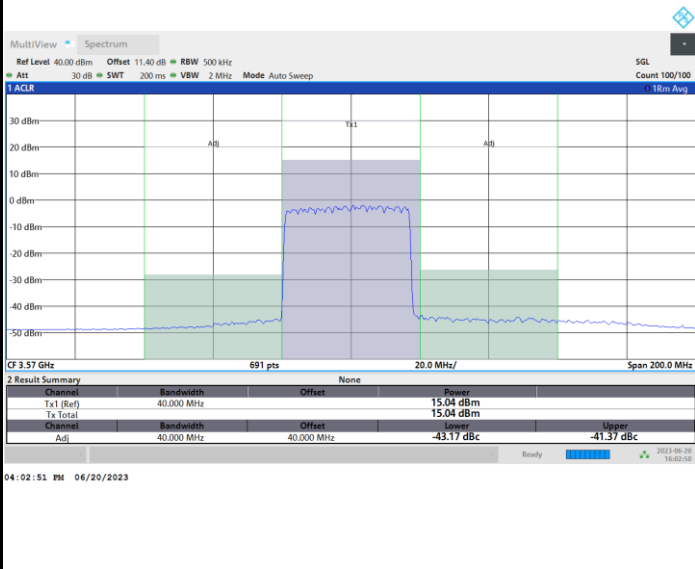 MultiView Spectrum
Ref Level 40.00 dBm Offset 11.40 dB RBW 500 kHz SGL
Att 30 dB SWT 200 ms VBW 2 MHz Mode Auto Sweep Count 100/100
1 ACLR 1Rm Avg
30 dBm
Tx1
20 dBm
Adj Adj
10 dBm
0 dBm
-10 dBm
-20 dBm
-30 dBm
-40 dBm
-50 dBm
CF 3.57 GHz 691 pts 20.0 MHz/ Span 200.0 MHz
2 Result Summary None
Channel Bandwidth Offset Power
Tx1 (Ref) 40.000 MHz 15.04 dBm
Tx Total 15.04 dBm
Channel Bandwidth Offset Lower Upper
Adj 40.000 MHz 40.000 MHz -43.17 dBc -41.37 dBc
Ready 2023-06-20
16:02:50
04:02:51 PM 06/20/2023